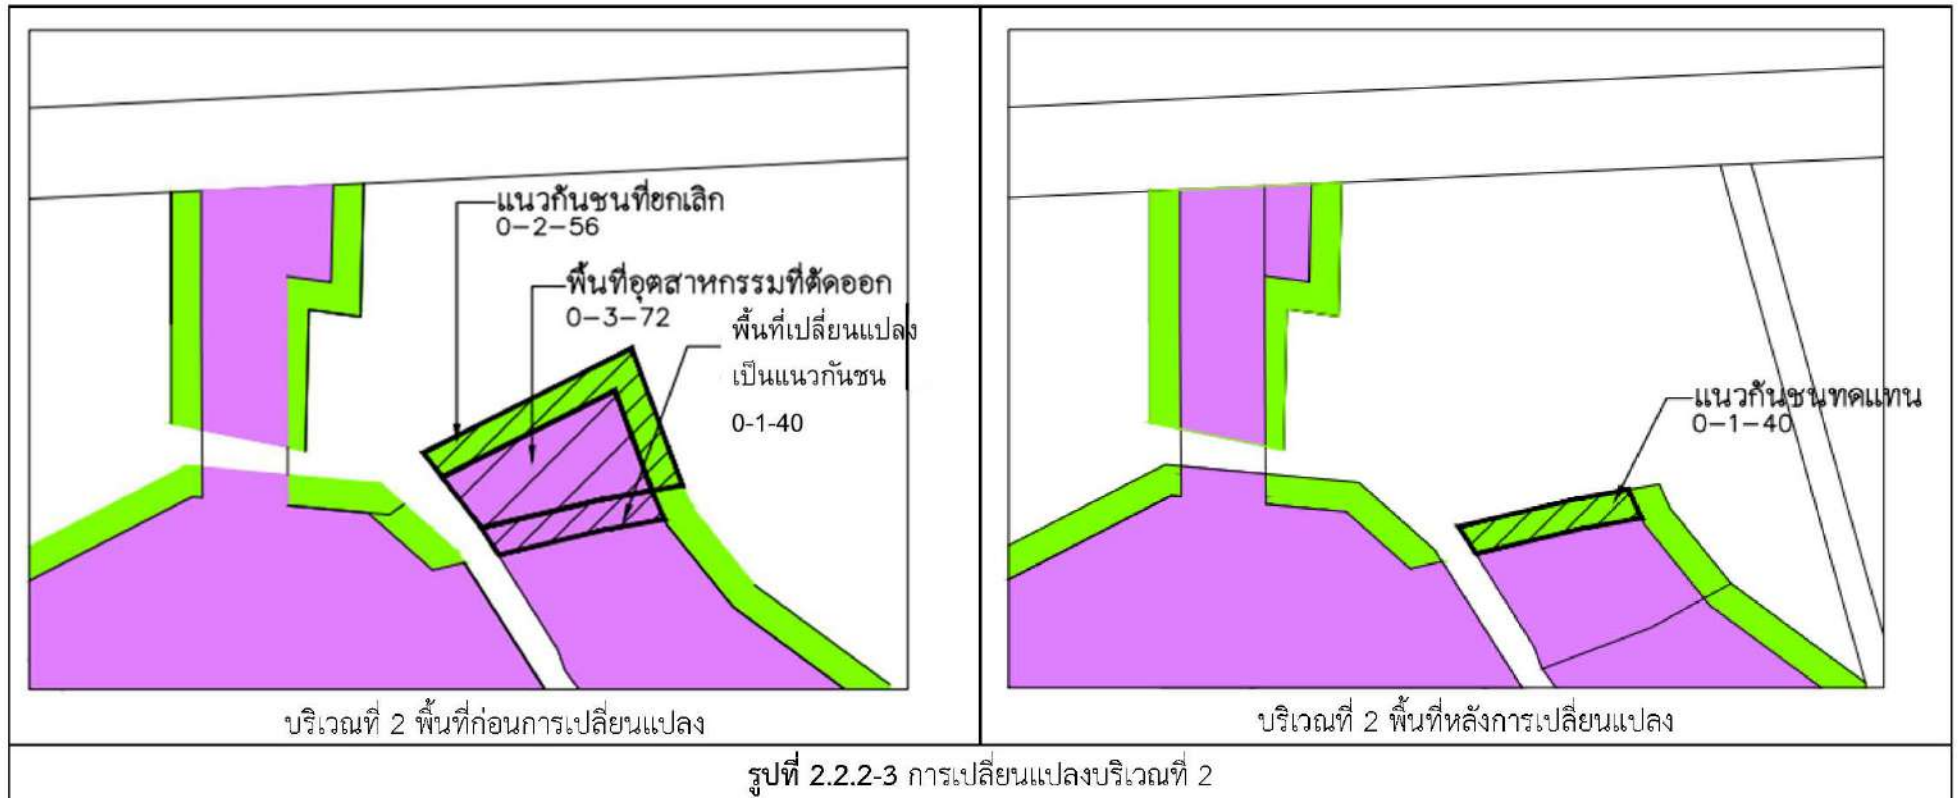 แนวกันชนที่ยกเลิก
0-2-56
พื้นที่อุตสาหกรรมที่ตัดออก
0-3-72
พื้นที่เปลี่ยนแปลง
เป็นแนวกันชน
0-1-40
บริเวณที่ 2 พื้นที่ก่อนการเปลี่ยนแปลง
แนวกันชนทดแทน
0-1-40
บริเวณที่ 2 พื้นที่หลังการเปลี่ยนแปลง
รูปที่ 2.2.2-3 การเปลี่ยนแปลงบริเวณที่ 2